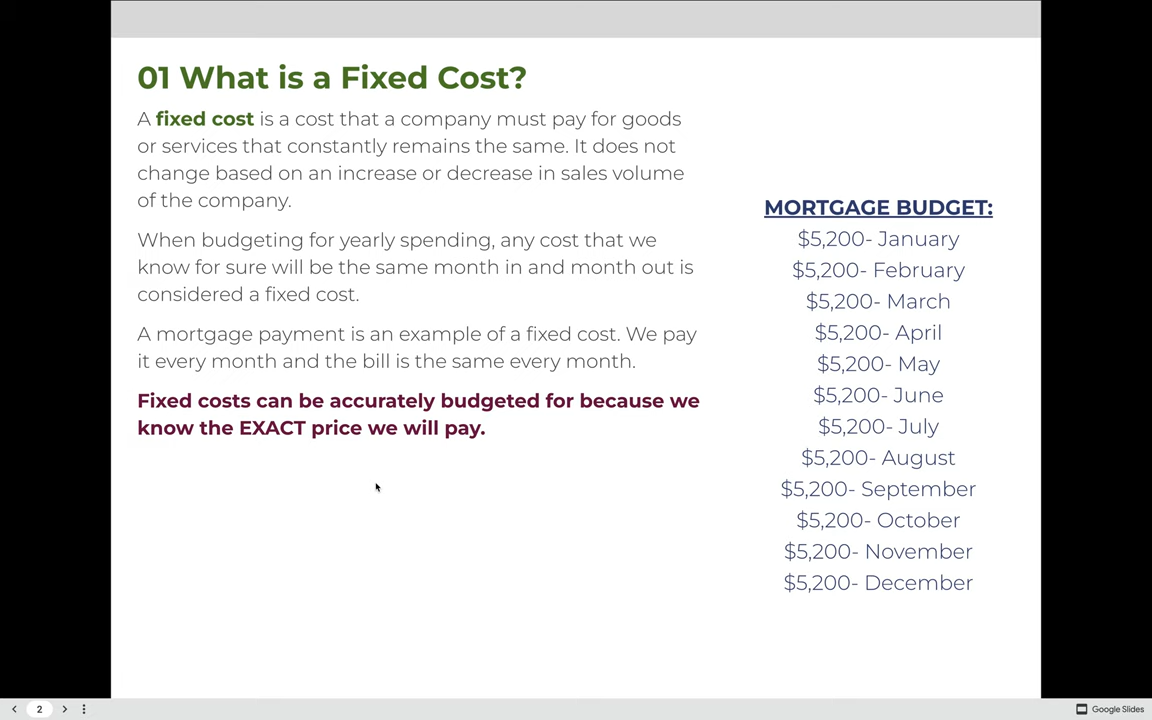 01 What is a Fixed Cost?
A fixed cost is a cost that a company must pay for goods
or services that constantly remains the same. It does not
change based on an increase or decrease in sales volume
of the company.
When budgeting for yearly spending, any cost that we
know for sure will be the same month in and month out is
considered a fixed cost.
A mortgage payment is an example of a fixed cost. We pay
it every month and the bill is the same every month.
Fixed costs can be accurately budgeted for because we
know the EXACT price we will pay.
MORTGAGE BUDGET:
$5,200- January
$5,200- February
$5,200- March
$5,200- April
$5,200- May
$5,200- June
$5,200- July
$5,200- August
$5,200- September
$5,200- October
$5,200- November
$5,200- December
2
Google Slides